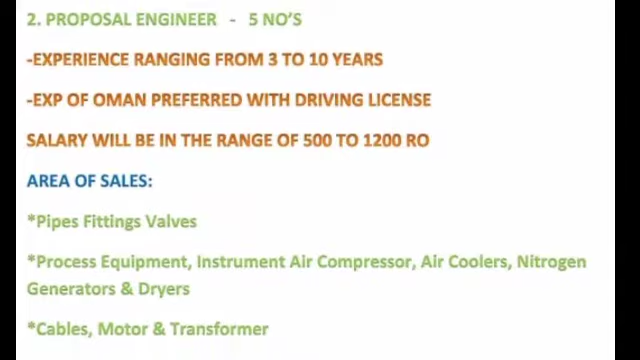 2. PROPOSAL ENGINEER - 5 NO'S
-EXPERIENCE RANGING FROM 3 TO 10 YEARS
-EXP OF OMAN PREFERRED WITH DRIVING LICENSE
SALARY WILL BE IN THE RANGE OF 500 TO 1200 RO
AREA OF SALES:
*Pipes Fittings Valves
*Process Equipment, Instrument Air Compressor, Air Coolers, Nitrogen
Generators & Dryers
*Cables, Motor & Transformer